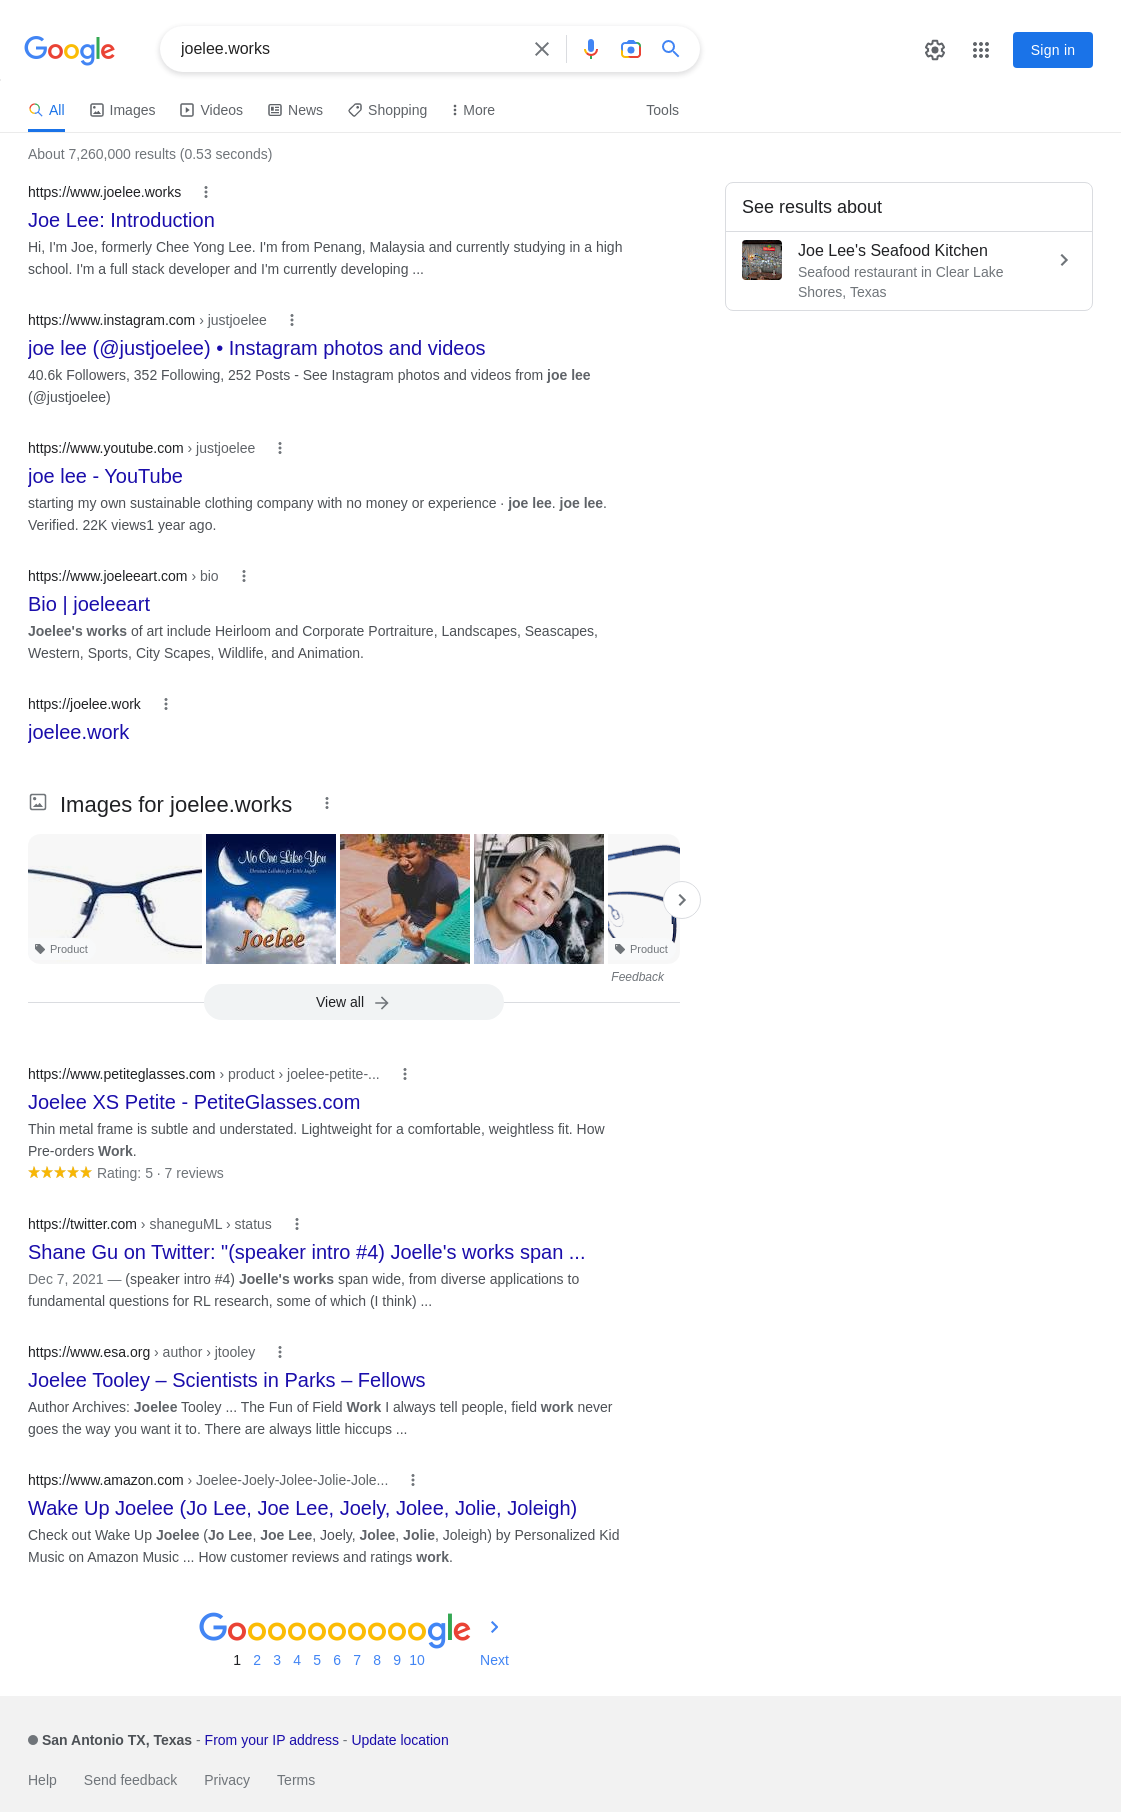 Google
joelee.works
Sign in
All
Images
Videos
News
Shopping
More
Tools
About 7,260,000 results (0.53 seconds)
https://www.joelee.works
Joe Lee: Introduction
Hi, I'm Joe, formerly Chee Yong Lee. I'm from Penang, Malaysia and currently studying in a high
school. I'm a full stack developer and I'm currently developing ...
See results about
Joe Lee's Seafood Kitchen
Seafood restaurant in Clear Lake
Shores, Texas
https://www.instagram.com › justjoelee
joe lee (@justjoelee) • Instagram photos and videos
40.6k Followers, 352 Following, 252 Posts - See Instagram photos and videos from joe lee
(@justjoelee)
https://www.youtube.com › justjoelee
joe lee - YouTube
starting my own sustainable clothing company with no money or experience · joe lee. joe lee.
Verified. 22K views1 year ago.
https://www.joeleeart.com › bio
Bio | joeleeart
Joelee's works of art include Heirloom and Corporate Portraiture, Landscapes, Seascapes,
Western, Sports, City Scapes, Wildlife, and Animation.
https://joelee.work
joelee.work
Images for joelee.works
No One Like You
Christian Lullabies for Little Angels
Joelee
Product
Product
Feedback
View all
https://www.petiteglasses.com › product › joelee-petite-...
Joelee XS Petite - PetiteGlasses.com
Thin metal frame is subtle and understated. Lightweight for a comfortable, weightless fit. How
Pre-orders Work.
Rating: 5 · 7 reviews
https://twitter.com › shaneguML › status
Shane Gu on Twitter: "(speaker intro #4) Joelle's works span ...
Dec 7, 2021 — (speaker intro #4) Joelle's works span wide, from diverse applications to
fundamental questions for RL research, some of which (I think) ...
https://www.esa.org › author › jtooley
Joelee Tooley – Scientists in Parks – Fellows
Author Archives: Joelee Tooley ... The Fun of Field Work I always tell people, field work never
goes the way you want it to. There are always little hiccups ...
https://www.amazon.com › Joelee-Joely-Jolee-Jolie-Jole...
Wake Up Joelee (Jo Lee, Joe Lee, Joely, Jolee, Jolie, Joleigh)
Check out Wake Up Joelee (Jo Lee, Joe Lee, Joely, Jolee, Jolie, Joleigh) by Personalized Kid
Music on Amazon Music ... How customer reviews and ratings work.
Goooooooooogle
1 2 3 4 5 6 7 8 9 10 Next
San Antonio TX, Texas - From your IP address - Update location
Help Send feedback Privacy Terms